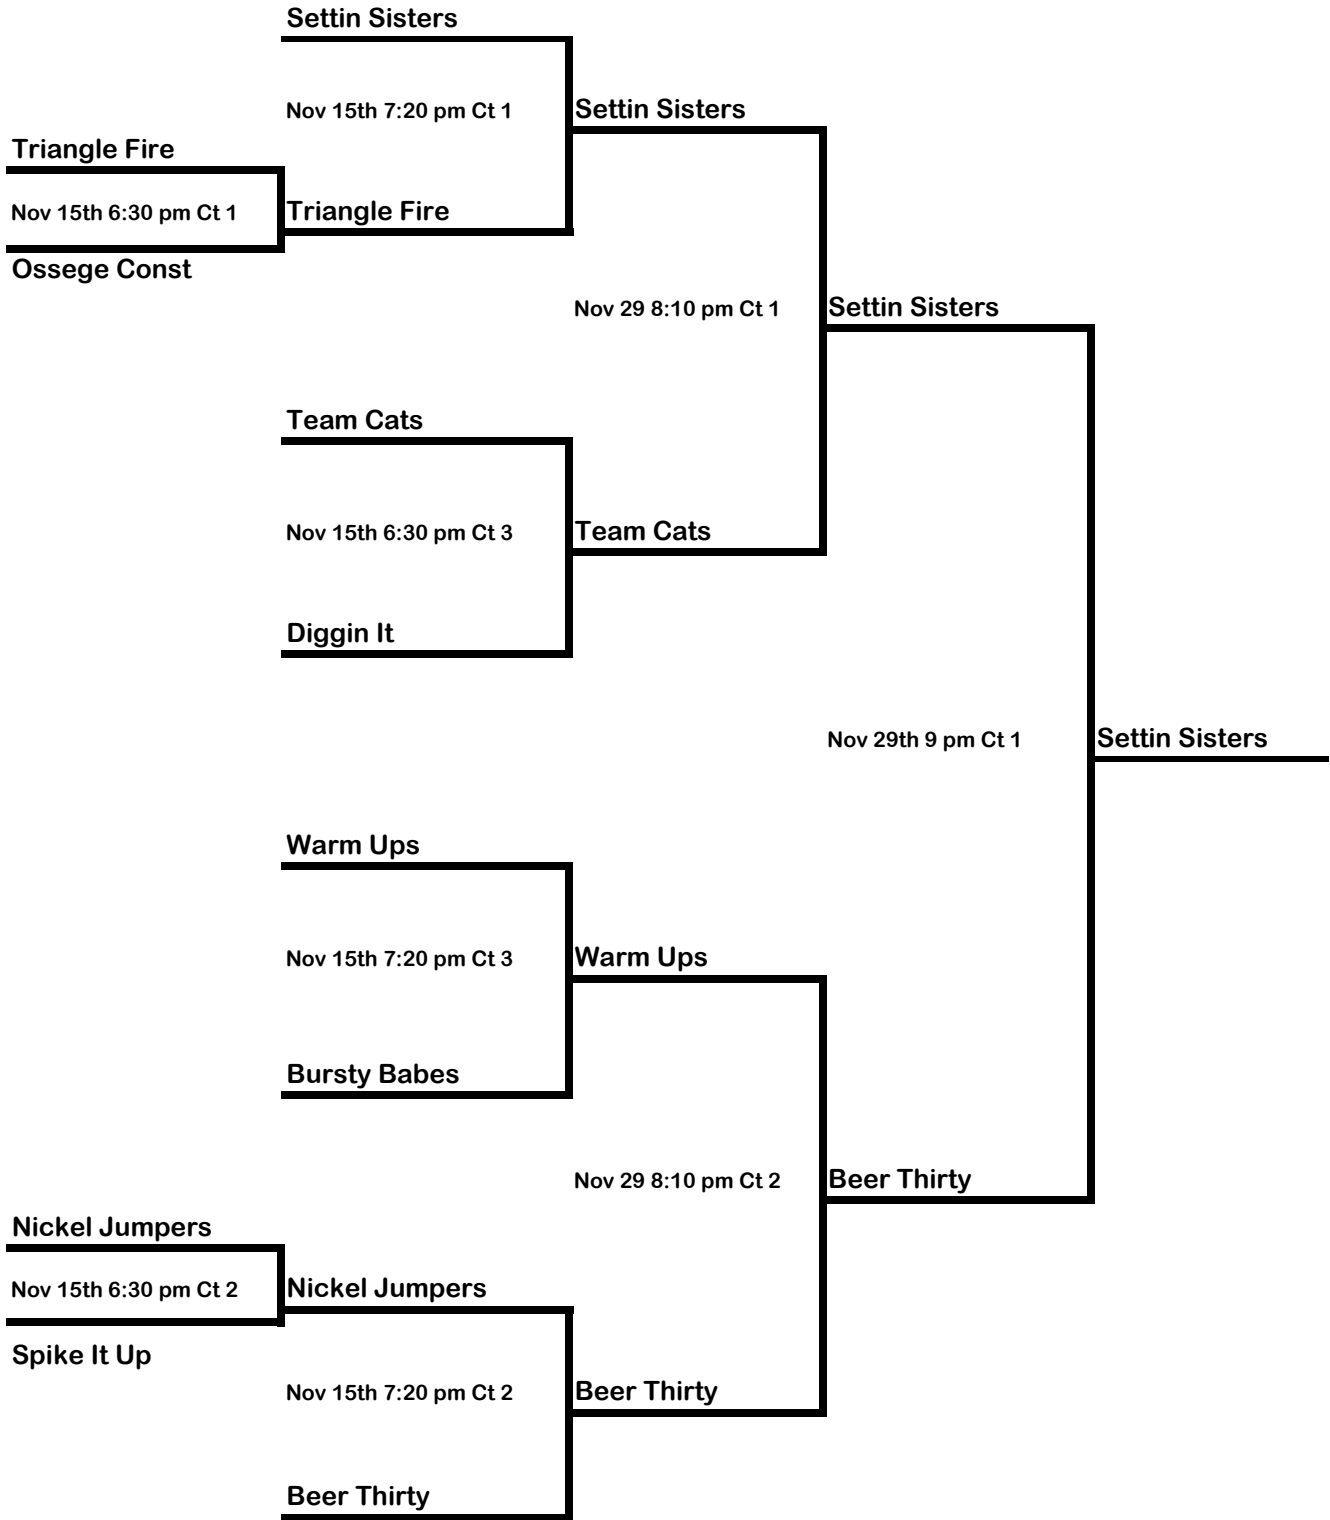 Settin Sisters
Nov 15th 7:20 pm Ct 1
Settin Sisters
Triangle Fire
Nov 15th 6:30 pm Ct 1
Triangle Fire
Ossege Const
Nov 29 8:10 pm Ct 1
Settin Sisters
Team Cats
Nov 15th 6:30 pm Ct 3
Team Cats
Diggin It
Nov 29th 9 pm Ct 1
Settin Sisters
Warm Ups
Nov 15th 7:20 pm Ct 3
Warm Ups
Bursty Babes
Nov 29 8:10 pm Ct 2
Beer Thirty
Nickel Jumpers
Nov 15th 6:30 pm Ct 2
Nickel Jumpers
Spike It Up
Nov 15th 7:20 pm Ct 2
Beer Thirty
Beer Thirty